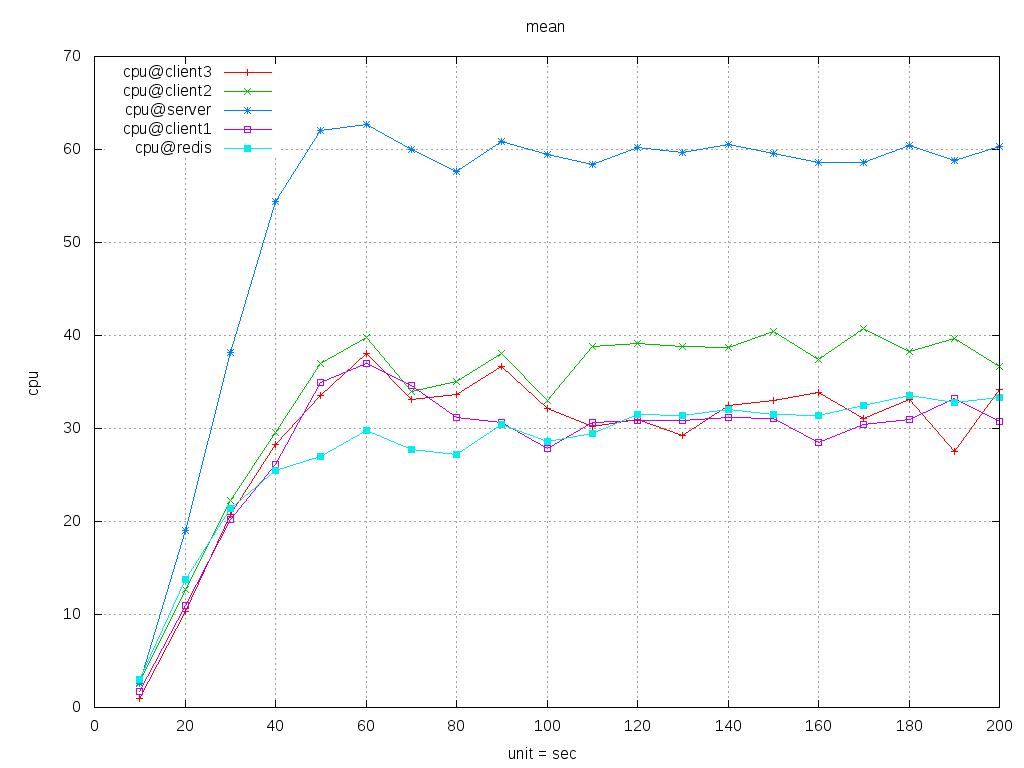 mean
70
60
50
40
30
20
10
0
cpu
cpu@client3
cpu@client2
cpu@server
cpu@client1
cpu@redis
0 20 40 60 80 100 120 140 160 180 200
unit = sec